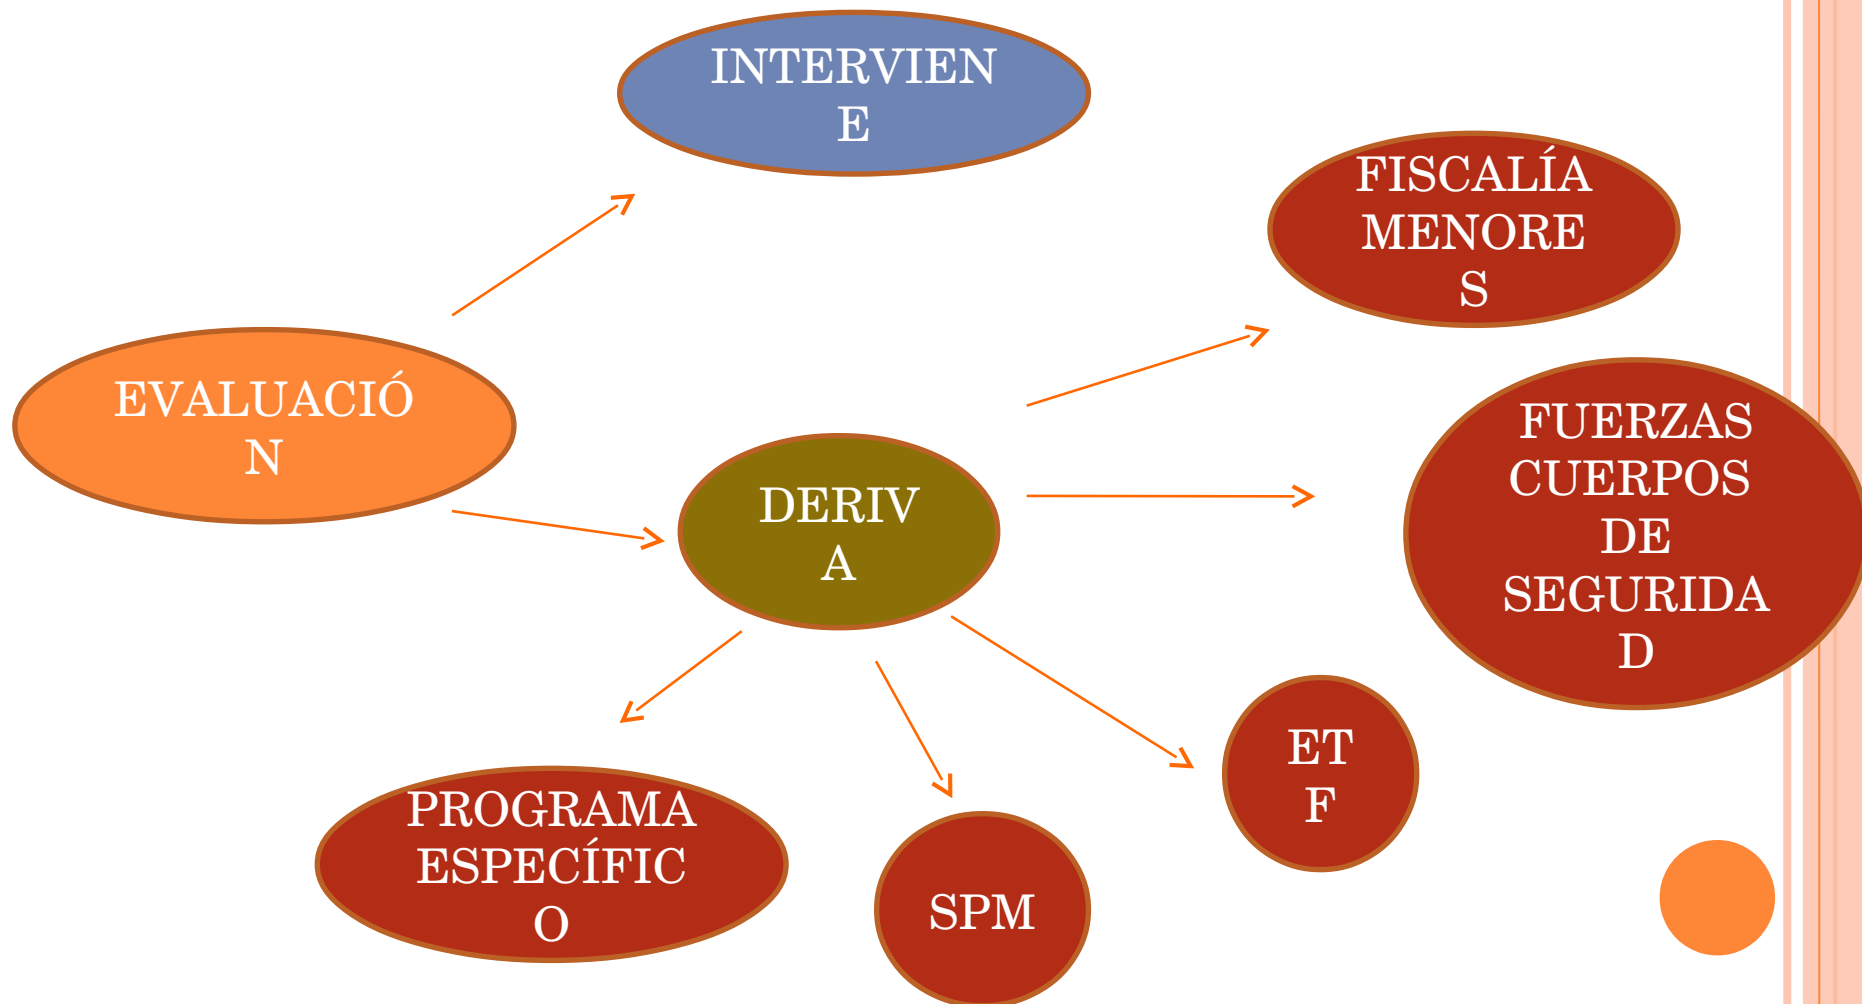 INTERVIEN
E
FISCALÍA
MENORE
S
EVALUACIÓ
N
FUERZAS
CUERPOS
DE
SEGURIDA
D
DERIV
A
ET
F
PROGRAMA
ESPECÍFIC
O
SPM